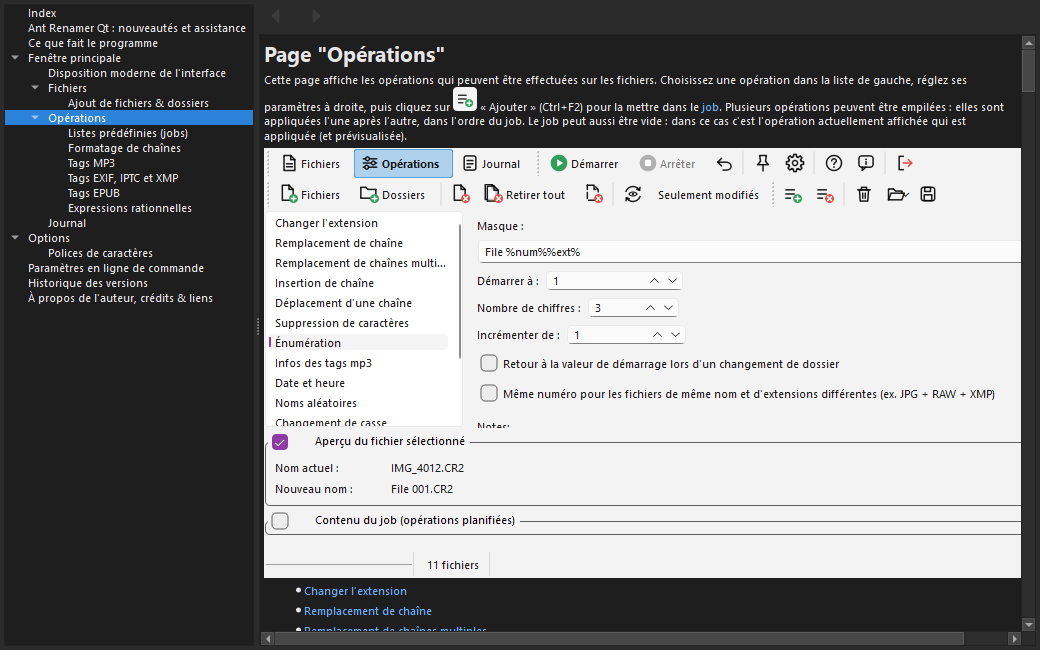 Index
Ant Renamer Qt : nouveautés et assistance
Ce que fait le programme
Fenêtre principale
Disposition moderne de l'interface
Fichiers
Ajout de fichiers & dossiers
Opérations
Listes prédéfinies (jobs)
Formatage de chaînes
Tags MP3
Tags EXIF, IPTC et XMP
Tags EPUB
Expressions rationnelles
Journal
Options
Polices de caractères
Paramètres en ligne de commande
Historique des versions
À propos de l'auteur, crédits & liens
Page "Opérations"
Cette page affiche les opérations qui peuvent être effectuées sur les fichiers. Choisissez une opération dans la liste de gauche, réglez ses
paramètres à droite, puis cliquez sur « Ajouter » (Ctrl+F2) pour la mettre dans le job. Plusieurs opérations peuvent être empilées : elles sont
appliquées l'une après l'autre, dans l'ordre du job. Le job peut aussi être vide : dans ce cas c'est l'opération actuellement affichée qui est
appliquée (et prévisualisée).
Fichiers Opérations Journal Démarrer Arrêter
Fichiers Dossiers Retirer tout Seulement modifiés
Changer l'extension
Remplacement de chaîne
Remplacement de chaînes multi...
Insertion de chaîne
Déplacement d'une chaîne
Suppression de caractères
Énumération
Infos des tags mp3
Date et heure
Noms aléatoires
Changement de casse
Masque :
File %num%%ext%
Démarrer à : 1
Nombre de chiffres : 3
Incrémenter de : 1
Retour à la valeur de démarrage lors d'un changement de dossier
Même numéro pour les fichiers de même nom et d'extensions différentes (ex. JPG + RAW + XMP)
Notes:
Aperçu du fichier sélectionné
Nom actuel : IMG_4012.CR2
Nouveau nom : File 001.CR2
Contenu du job (opérations planifiées)
11 fichiers
Changer l'extension
Remplacement de chaîne
Remplacement de chaînes multiples